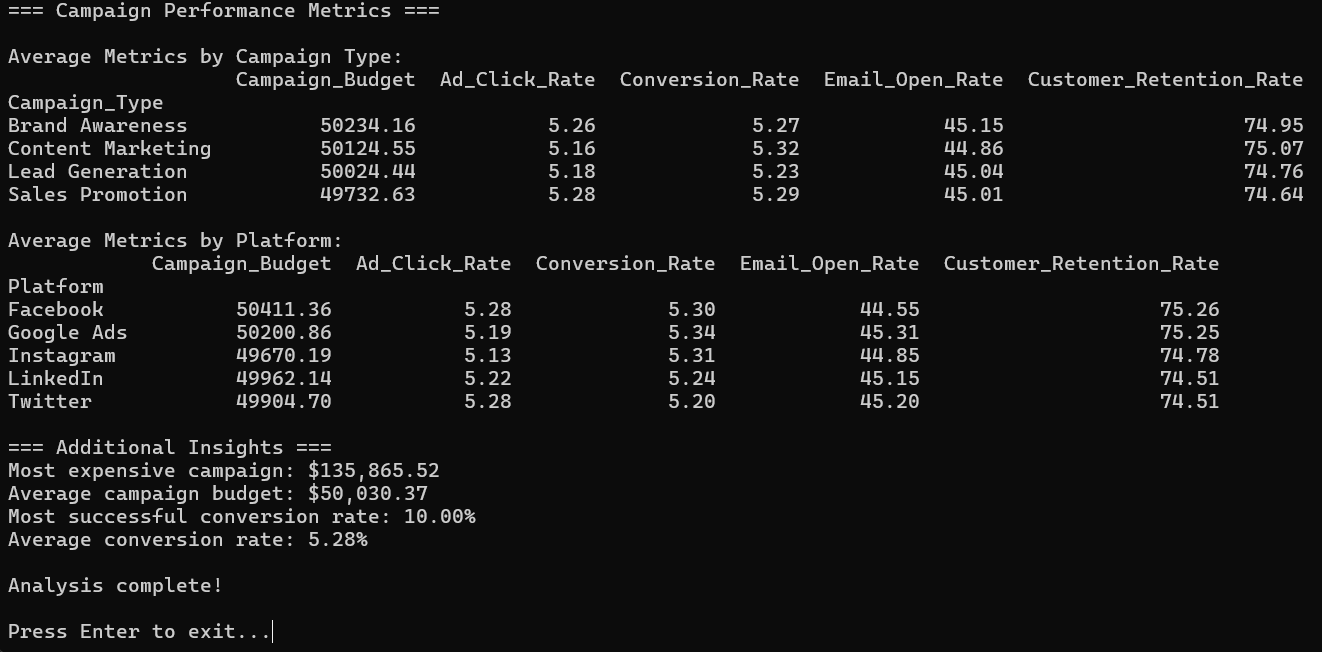 === Campaign Performance Metrics ===
Average Metrics by Campaign Type:
Campaign_Budget Ad_Click_Rate Conversion_Rate Email_Open_Rate Customer_Retention_Rate
Campaign_Type
Brand Awareness 50234.16 5.26 5.27 45.15 74.95
Content Marketing 50124.55 5.16 5.32 44.86 75.07
Lead Generation 50024.44 5.18 5.23 45.04 74.76
Sales Promotion 49732.63 5.28 5.29 45.01 74.64
Average Metrics by Platform:
Campaign_Budget Ad_Click_Rate Conversion_Rate Email_Open_Rate Customer_Retention_Rate
Platform
Facebook 50411.36 5.28 5.30 44.55 75.26
Google Ads 50200.86 5.19 5.34 45.31 75.25
Instagram 49670.19 5.13 5.31 44.85 74.78
LinkedIn 49962.14 5.22 5.24 45.15 74.51
Twitter 49904.70 5.28 5.20 45.20 74.51
=== Additional Insights ===
Most expensive campaign: $135,865.52
Average campaign budget: $50,030.37
Most successful conversion rate: 10.00%
Average conversion rate: 5.28%
Analysis complete!
Press Enter to exit...